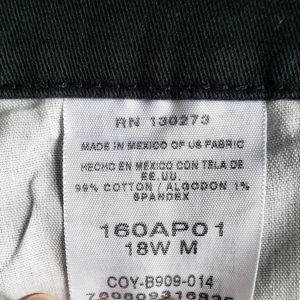 RN 130273
MADE IN MEXICO OF US FABRIC
HECHO EN MEXICO CON TELA DE
EE.UU.
99% COTTON / ALGODON 1%
SPANDEX
160AP01
18W M
COY-B909-014